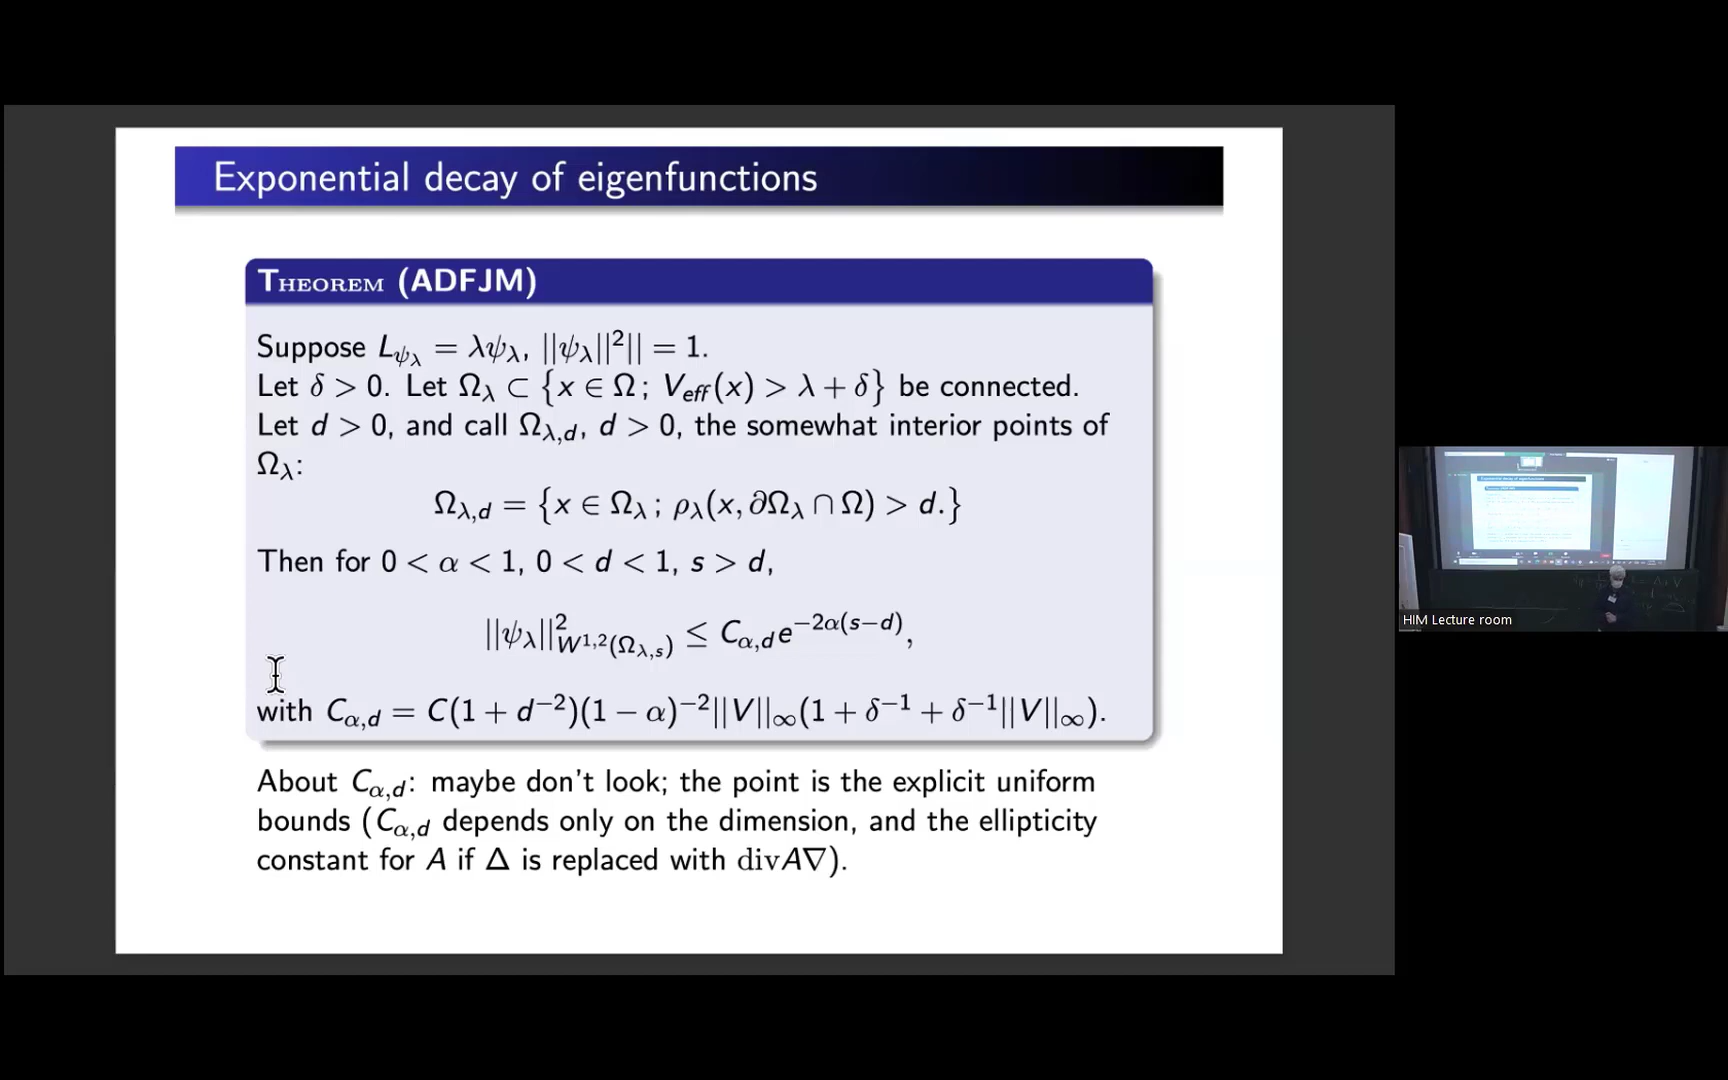 Exponential decay of eigenfunctions
Theorem (ADFJM)
Suppose L_{ψ_λ} = λψ_λ, ||ψ_λ||²|| = 1.
Let δ > 0. Let Ω_λ ⊂ {x ∈ Ω ; V_{eff}(x) > λ + δ} be connected.
Let d > 0, and call Ω_{λ,d}, d > 0, the somewhat interior points of
Ω_λ:
Ω_{λ,d} = {x ∈ Ω_λ ; ρ_λ(x, ∂Ω_λ ∩ Ω) > d.}
Then for 0 < α < 1, 0 < d < 1, s > d,
||ψ_λ||²_{W^{1,2}(Ω_{λ,s})} ≤ C_{α,d}e^{−2α(s−d)},
with C_{α,d} = C(1 + d^{−2})(1 − α)^{−2}||V||_∞(1 + δ^{−1} + δ^{−1}||V||_∞).
About C_{α,d}: maybe don't look; the point is the explicit uniform
bounds (C_{α,d} depends only on the dimension, and the ellipticity
constant for A if Δ is replaced with divA∇).
HIM Lecture room